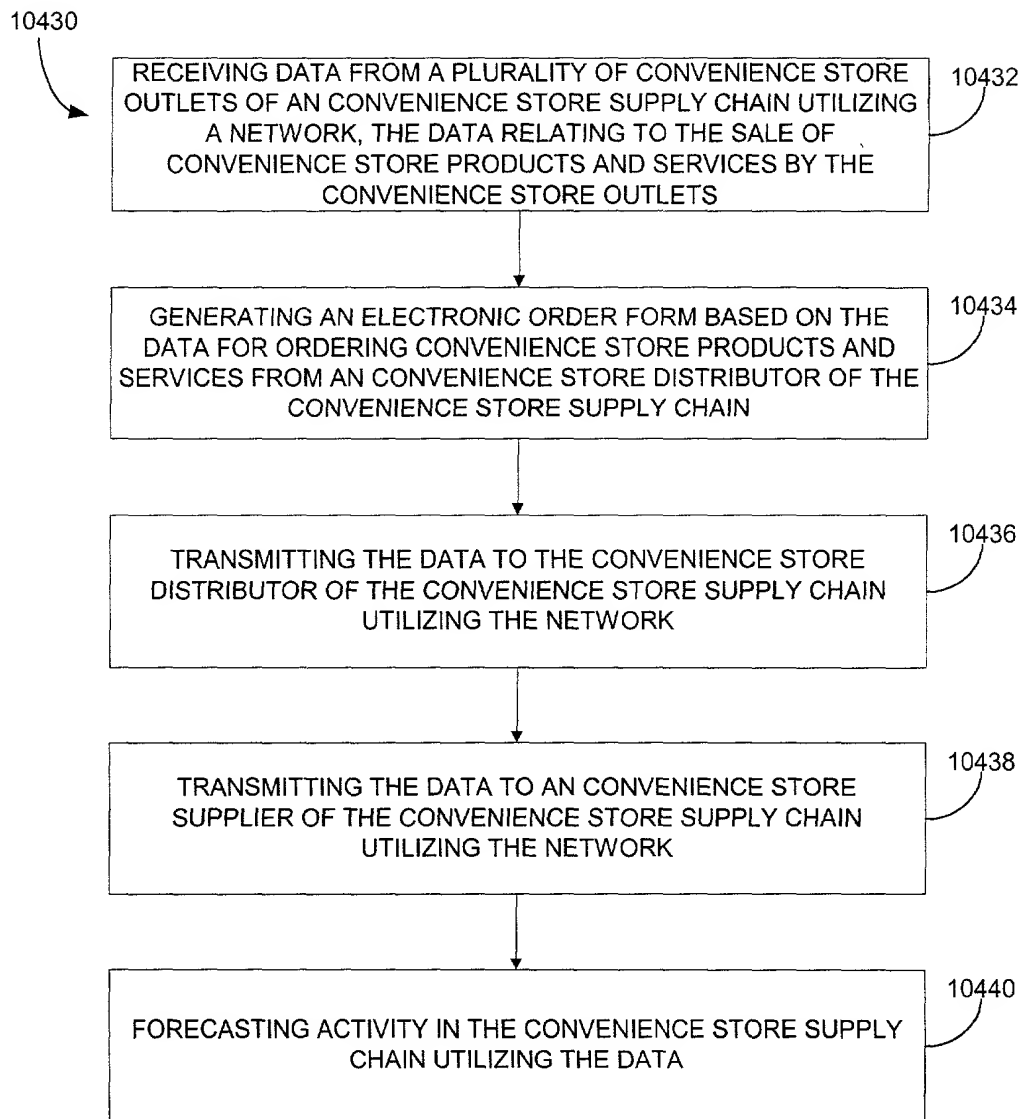 10430
RECEIVING DATA FROM A PLURALITY OF CONVENIENCE STORE
OUTLETS OF AN CONVENIENCE STORE SUPPLY CHAIN UTILIZING
A NETWORK, THE DATA RELATING TO THE SALE OF
CONVENIENCE STORE PRODUCTS AND SERVICES BY THE
CONVENIENCE STORE OUTLETS
10432
GENERATING AN ELECTRONIC ORDER FORM BASED ON THE
DATA FOR ORDERING CONVENIENCE STORE PRODUCTS AND
SERVICES FROM AN CONVENIENCE STORE DISTRIBUTOR OF THE
CONVENIENCE STORE SUPPLY CHAIN
10434
TRANSMITTING THE DATA TO THE CONVENIENCE STORE
DISTRIBUTOR OF THE CONVENIENCE STORE SUPPLY CHAIN
UTILIZING THE NETWORK
10436
TRANSMITTING THE DATA TO AN CONVENIENCE STORE
SUPPLIER OF THE CONVENIENCE STORE SUPPLY CHAIN
UTILIZING THE NETWORK
10438
FORECASTING ACTIVITY IN THE CONVENIENCE STORE SUPPLY
CHAIN UTILIZING THE DATA
10440